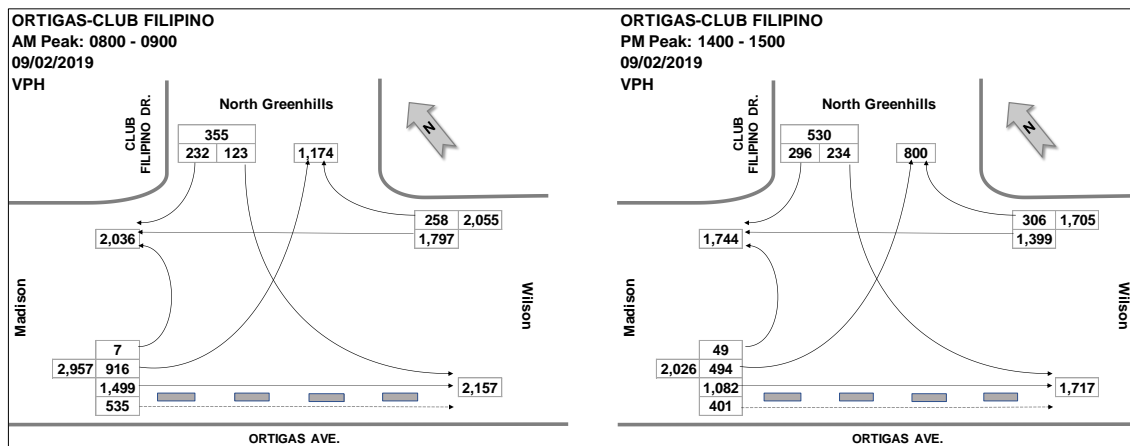 ORTIGAS-CLUB FILIPINO
AM Peak: 0800 - 0900
09/02/2019
VPH
CLUB
FILIPINO DR.
North Greenhills
N
355
232 123
1,174
258 2,055
1,797
2,036
Madison
Wilson
7
2,957 916
1,499
535
2,157
ORTIGAS AVE.
ORTIGAS-CLUB FILIPINO
PM Peak: 1400 - 1500
09/02/2019
VPH
CLUB
FILIPINO DR.
North Greenhills
N
530
296 234
800
306 1,705
1,399
1,744
Madison
Wilson
49
2,026 494
1,082
401
1,717
ORTIGAS AVE.